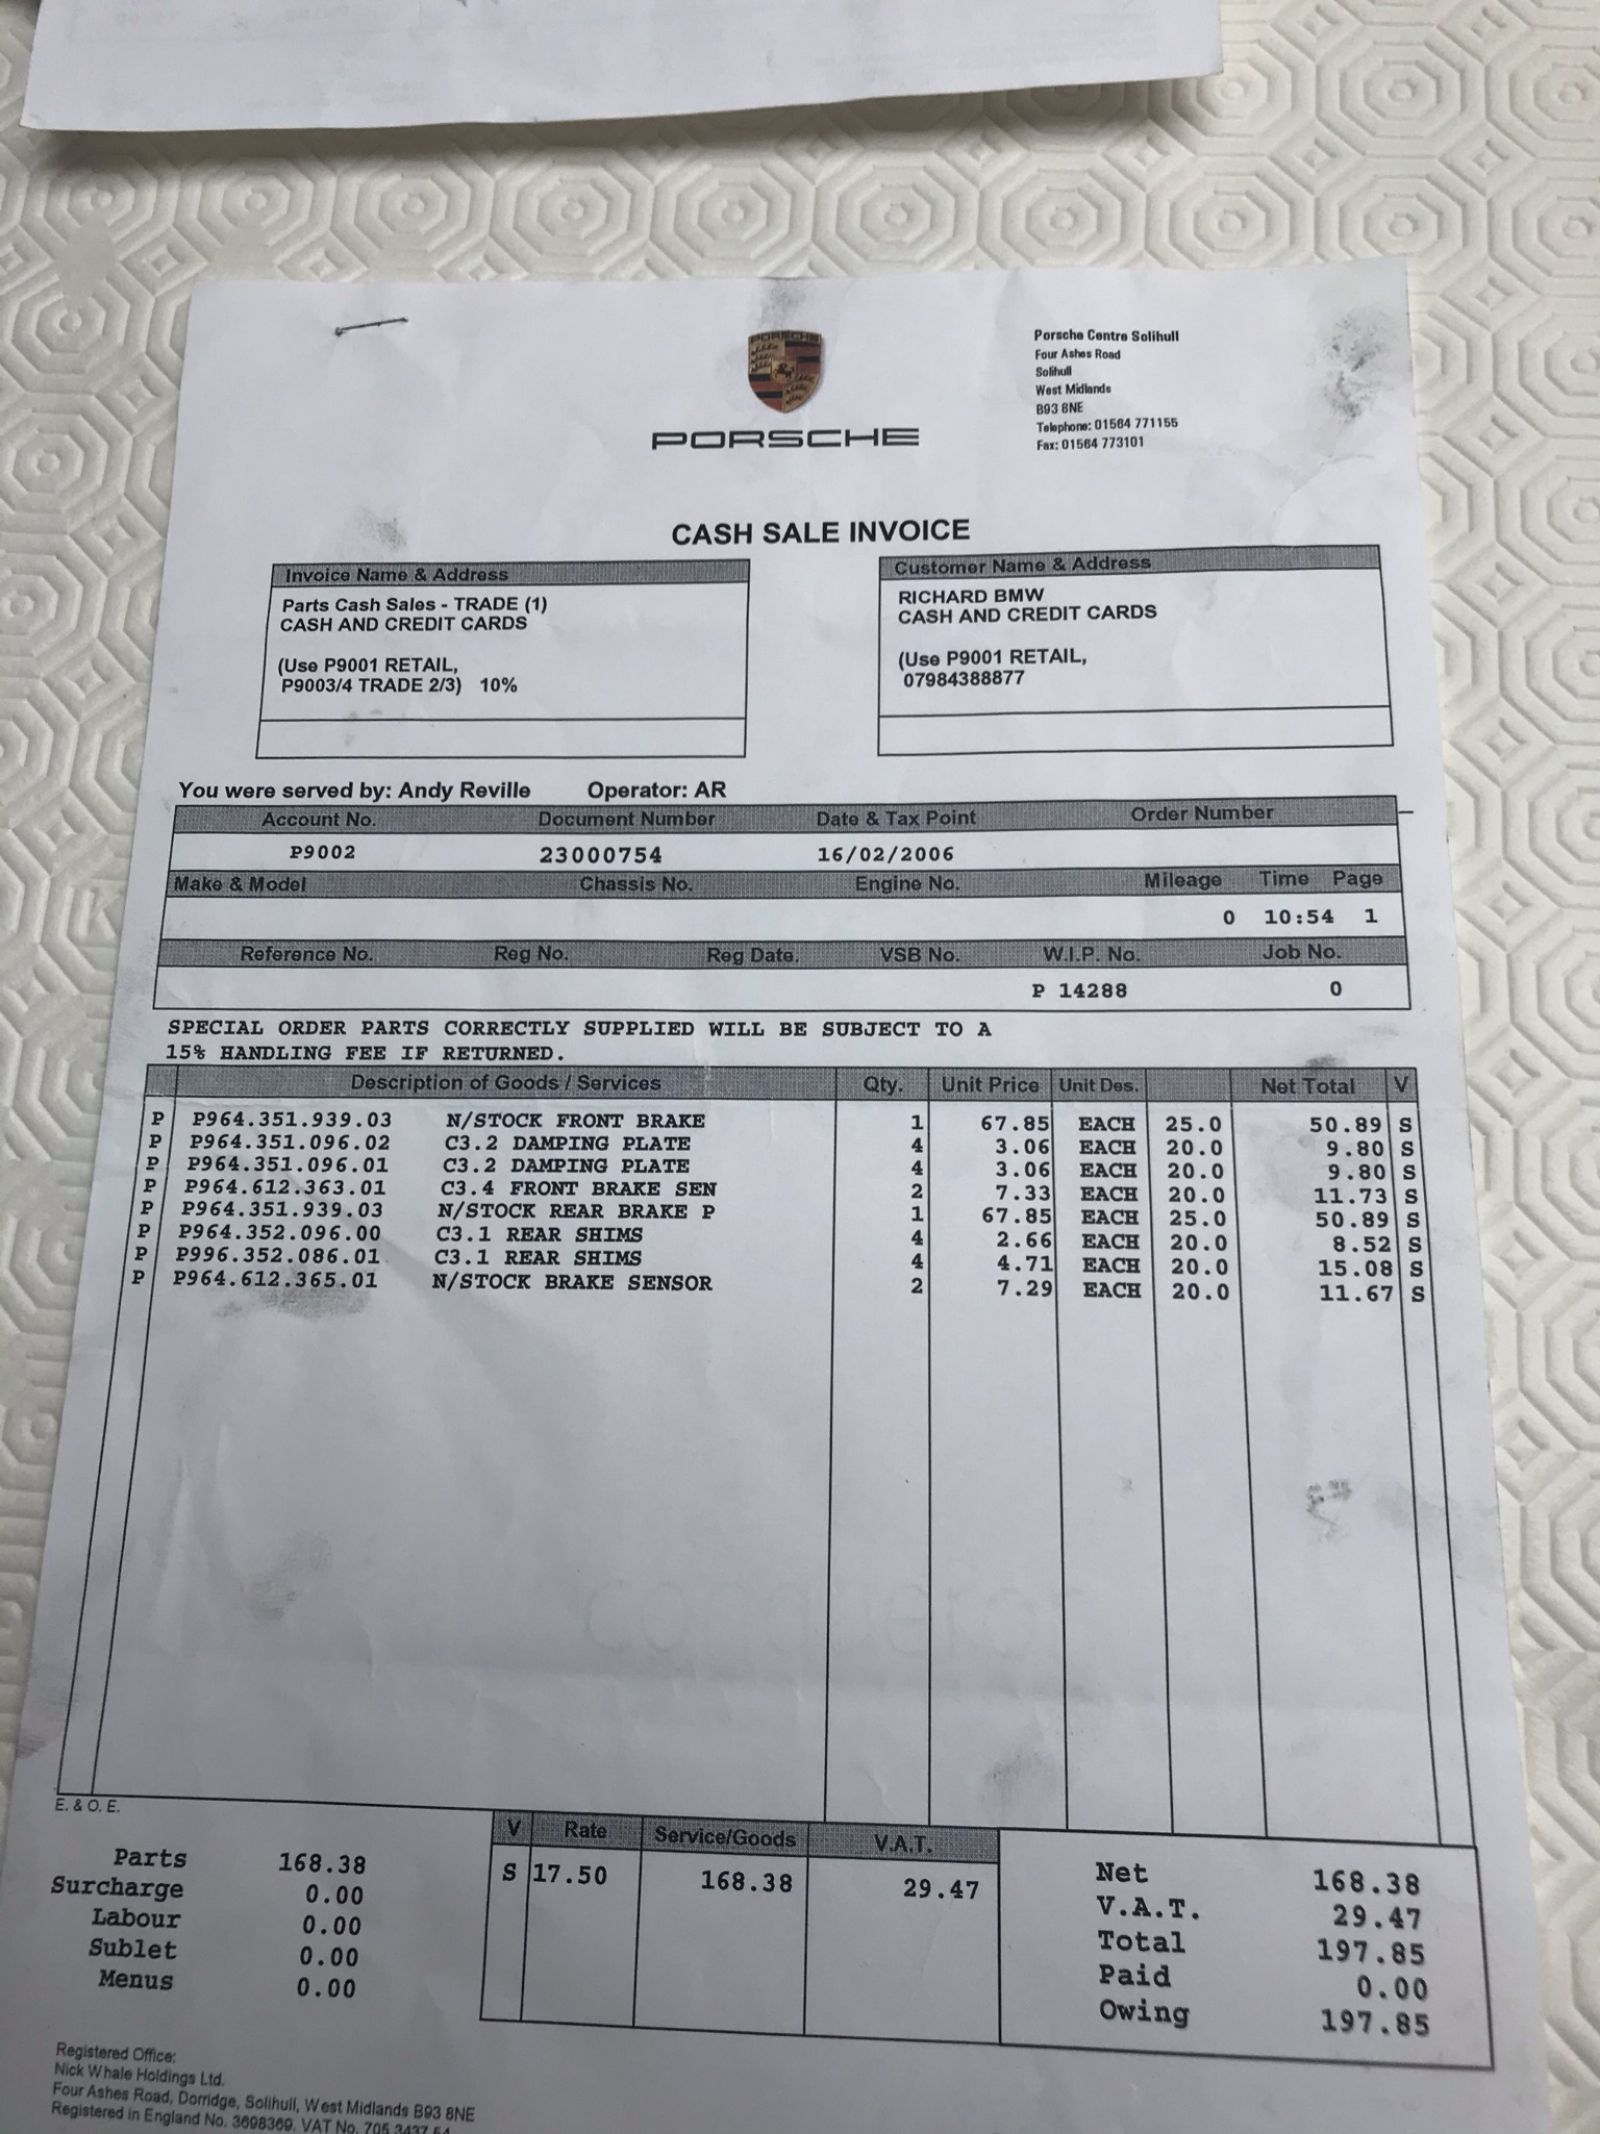 PORSCHE
PORSCHE
Porsche Centre Solihull
Four Ashes Road
Solihull
West Midlands
B93 8NE
Telephone: 01564 771155
Fax: 01564 773101
CASH SALE INVOICE
Invoice Name & Address
Parts Cash Sales - TRADE (1)
CASH AND CREDIT CARDS
(Use P9001 RETAIL,
P9003/4 TRADE 2/3) 10%
Customer Name & Address
RICHARD BMW
CASH AND CREDIT CARDS
(Use P9001 RETAIL,
07984388877
You were served by: Andy Reville Operator: AR
Account No. Document Number Date & Tax Point Order Number
P9002 23000754 16/02/2006
Make & Model Chassis No. Engine No. Mileage Time Page
0 10:54 1
Reference No. Reg No. Reg Date. VSB No. W.I.P. No. Job No.
P 14288 0
SPECIAL ORDER PARTS CORRECTLY SUPPLIED WILL BE SUBJECT TO A
15% HANDLING FEE IF RETURNED.
Description of Goods / Services Qty. Unit Price Unit Des. Net Total V
P P964.351.939.03 N/STOCK FRONT BRAKE 1 67.85 EACH 25.0 50.89 S
P P964.351.096.02 C3.2 DAMPING PLATE 4 3.06 EACH 20.0 9.80 S
P P964.351.096.01 C3.2 DAMPING PLATE 4 3.06 EACH 20.0 9.80 S
P P964.612.363.01 C3.4 FRONT BRAKE SEN 2 7.33 EACH 20.0 11.73 S
P P964.351.939.03 N/STOCK REAR BRAKE P 1 67.85 EACH 25.0 50.89 S
P P964.352.096.00 C3.1 REAR SHIMS 4 2.66 EACH 20.0 8.52 S
P P996.352.086.01 C3.1 REAR SHIMS 4 4.71 EACH 20.0 15.08 S
P P964.612.365.01 N/STOCK BRAKE SENSOR 2 7.29 EACH 20.0 11.67 S
E. & O. E.
Parts 168.38
Surcharge 0.00
Labour 0.00
Sublet 0.00
Menus 0.00
V Rate Service/Goods V.A.T.
S 17.50 168.38 29.47
Net 168.38
V.A.T. 29.47
Total 197.85
Paid 0.00
Owing 197.85
Registered Office:
Nick Whale Holdings Ltd.
Four Ashes Road, Dorridge, Solihull, West Midlands B93 8NE
Registered in England No. 3698369. VAT No. 705 3437